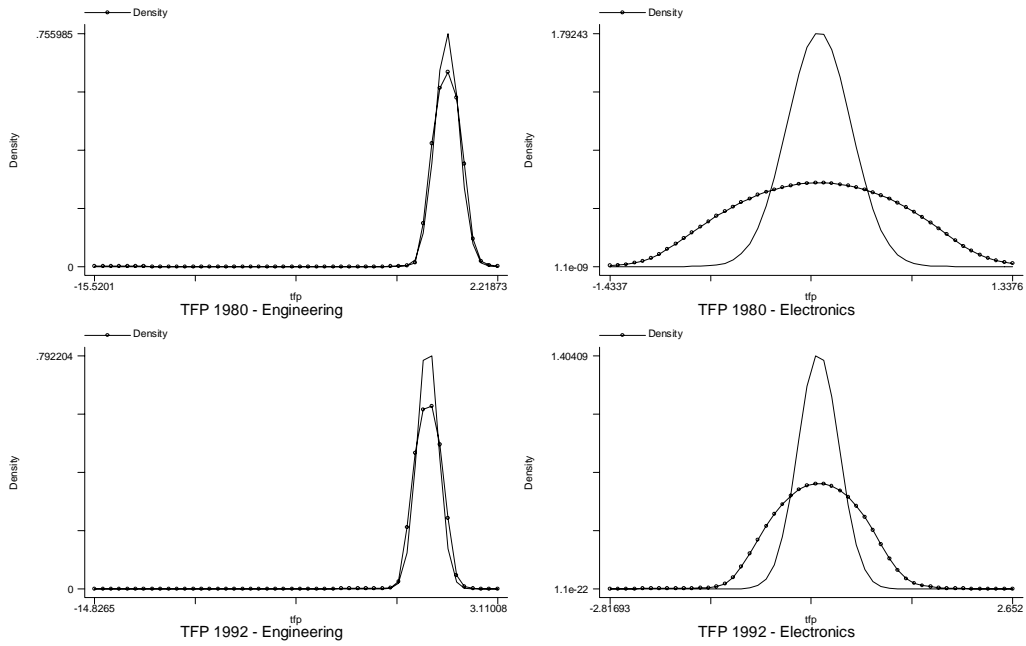 Density
.755985
Density
0
-15.5201
2.21873
tfp
TFP 1980 - Engineering
Density
1.79243
Density
1.1e-09
-1.4337
1.3376
tfp
TFP 1980 - Electronics
Density
.792204
Density
0
-14.8265
3.11008
tfp
TFP 1992 - Engineering
Density
1.40409
Density
1.1e-22
-2.81693
2.652
tfp
TFP 1992 - Electronics